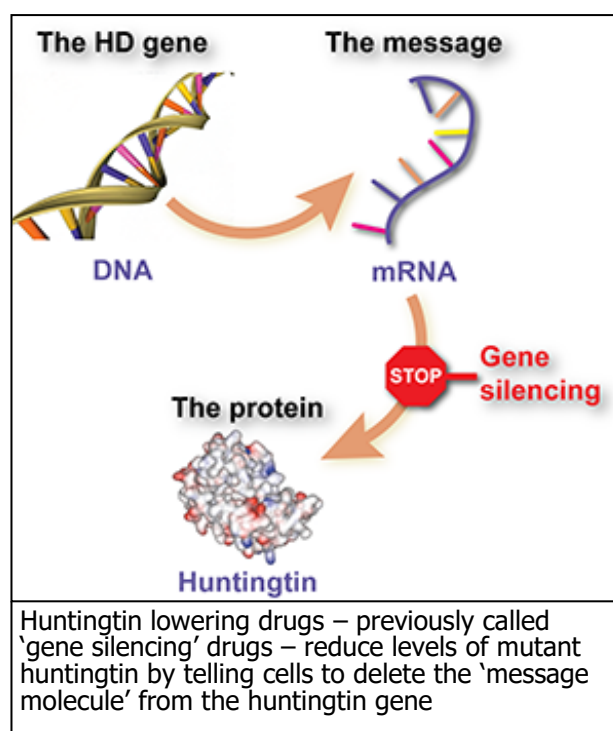 The HD gene
The message
DNA
mRNA
STOP
Gene
silencing
The protein
Huntingtin
Huntingtin lowering drugs – previously called
‘gene silencing’ drugs – reduce levels of mutant
huntingtin by telling cells to delete the ‘message
molecule’ from the huntingtin gene